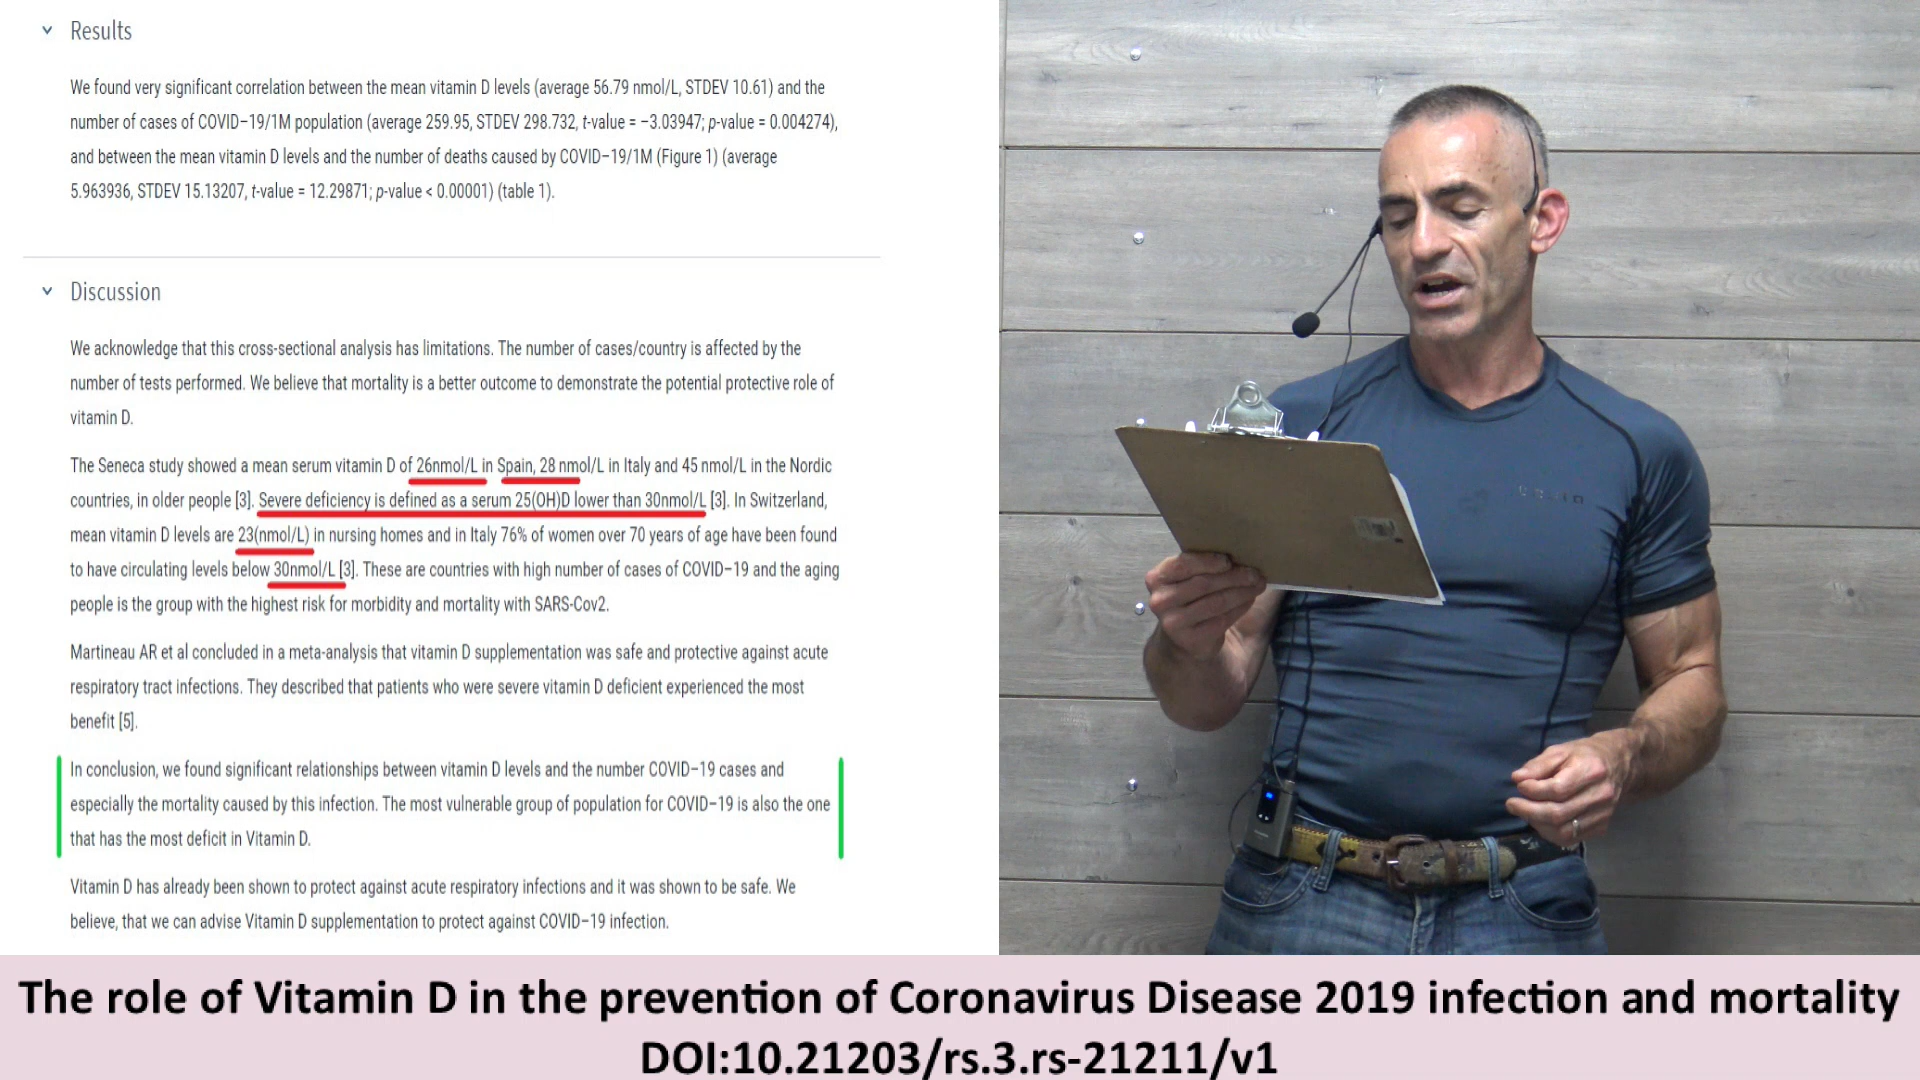 Results
We found very significant correlation between the mean vitamin D levels (average 56.79 nmol/L, STDEV 10.61) and the
number of cases of COVID−19/1M population (average 259.95, STDEV 298.732, t-value = −3.03947; p-value = 0.004274),
and between the mean vitamin D levels and the number of deaths caused by COVID−19/1M (Figure 1) (average
5.963936, STDEV 15.13207, t-value = 12.29871; p-value < 0.00001) (table 1).
Discussion
We acknowledge that this cross-sectional analysis has limitations. The number of cases/country is affected by the
number of tests performed. We believe that mortality is a better outcome to demonstrate the potential protective role of
vitamin D.
The Seneca study showed a mean serum vitamin D of 26nmol/L in Spain, 28 nmol/L in Italy and 45 nmol/L in the Nordic
countries, in older people [3]. Severe deficiency is defined as a serum 25(OH)D lower than 30nmol/L [3]. In Switzerland,
mean vitamin D levels are 23(nmol/L) in nursing homes and in Italy 76% of women over 70 years of age have been found
to have circulating levels below 30nmol/L [3]. These are countries with high number of cases of COVID−19 and the aging
people is the group with the highest risk for morbidity and mortality with SARS-Cov2.
Martineau AR et al concluded in a meta-analysis that vitamin D supplementation was safe and protective against acute
respiratory tract infections. They described that patients who were severe vitamin D deficient experienced the most
benefit [5].
In conclusion, we found significant relationships between vitamin D levels and the number COVID−19 cases and
especially the mortality caused by this infection. The most vulnerable group of population for COVID−19 is also the one
that has the most deficit in Vitamin D.
Vitamin D has already been shown to protect against acute respiratory infections and it was shown to be safe. We
believe, that we can advise Vitamin D supplementation to protect against COVID−19 infection.
The role of Vitamin D in the prevention of Coronavirus Disease 2019 infection and mortality
DOI:10.21203/rs.3.rs-21211/v1